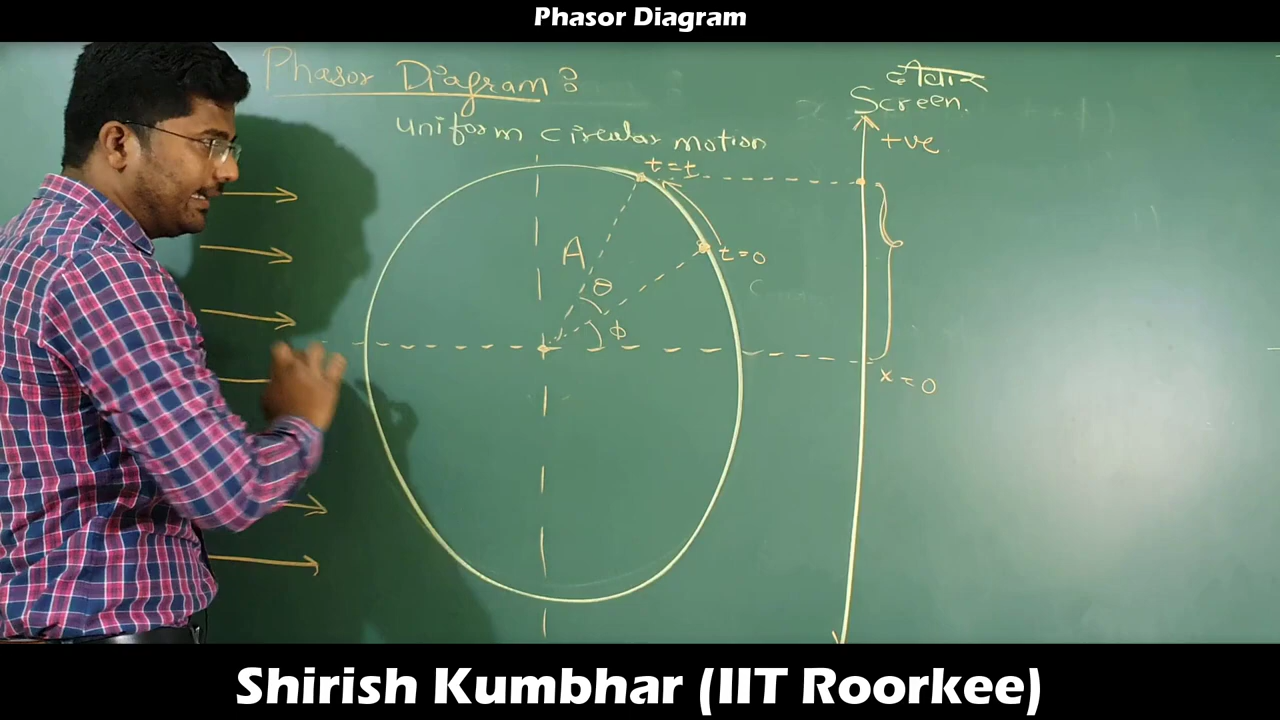 Phasor Diagram
Phasor Diagram :
Screen.
uniform circular motion
+ve
t = t
A
t = 0
θ
ϕ
x = 0
Shirish Kumbhar (IIT Roorkee)